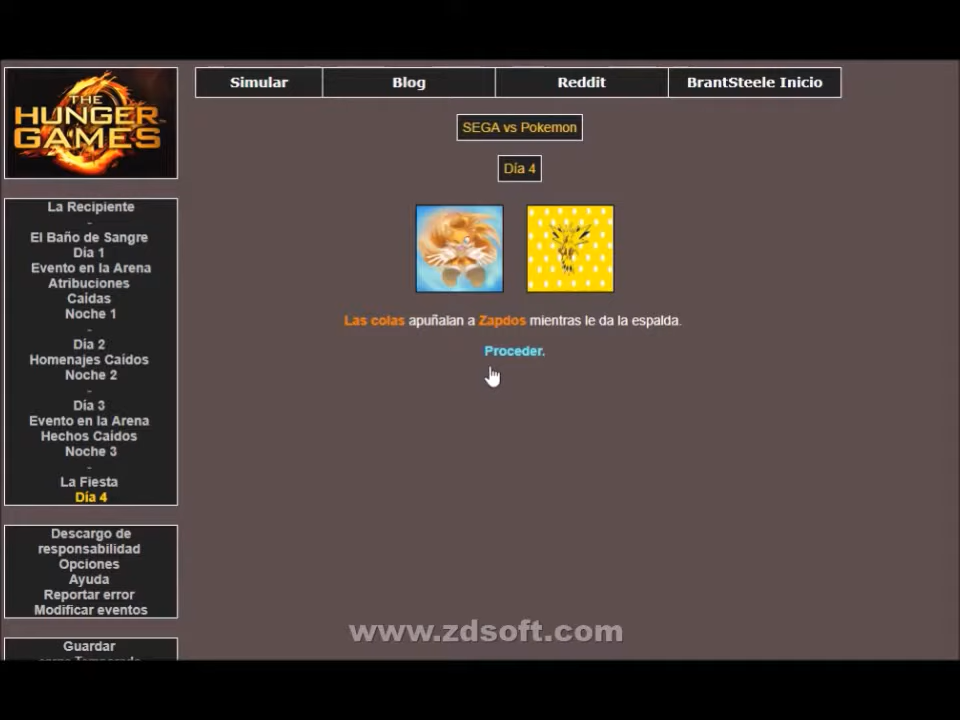 THE
HUNGER
GAMES
Simular
Blog
Reddit
BrantSteele Inicio
SEGA vs Pokemon
Día 4
Las colas apuñalan a Zapdos mientras le da la espalda.
Proceder.
La Recipiente
-
El Baño de Sangre
Día 1
Evento en la Arena
Atribuciones
Caídas
Noche 1
-
Día 2
Homenajes Caídos
Noche 2
-
Día 3
Evento en la Arena
Hechos Caídos
Noche 3
-
La Fiesta
Día 4
Descargo de
responsabilidad
Opciones
Ayuda
Reportar error
Modificar eventos
Guardar
www.zdsoft.com